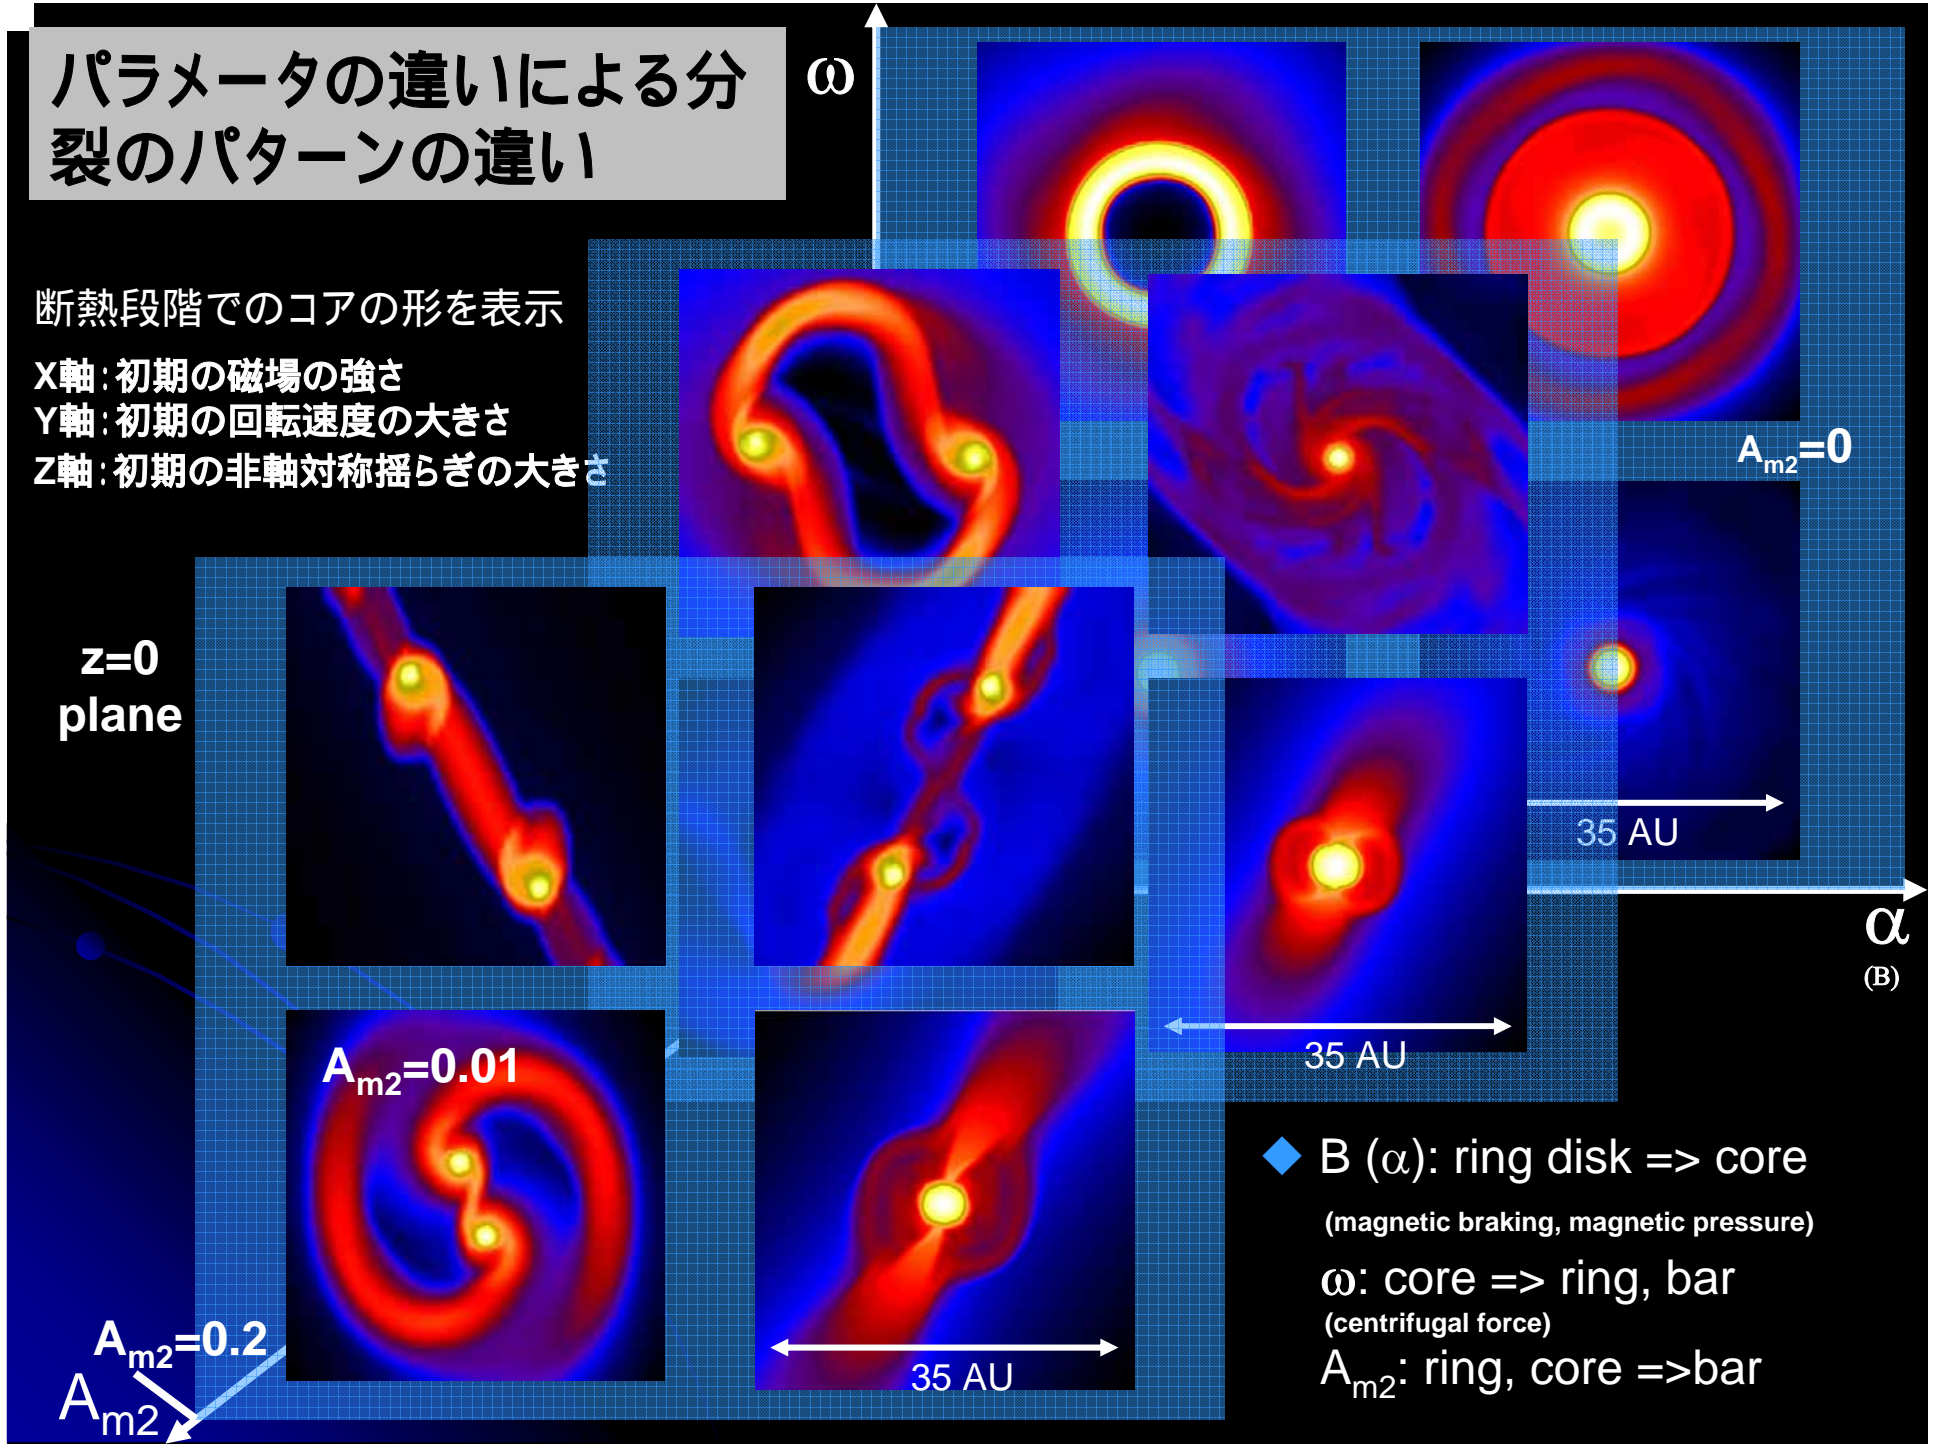 パラメータの違いによる分
裂のパターンの違い
ω
断熱段階でのコアの形を表示
X軸:初期の磁場の強さ
Y軸:初期の回転速度の大きさ
Z軸:初期の非軸対称揺らぎの大きさ
Am2=0
z=0
plane
35 AU
α
(B)
35 AU
Am2=0.01
B (α): ring disk => core
(magnetic braking, magnetic pressure)
ω: core => ring, bar
(centrifugal force)
Am2: ring, core =>bar
Am2=0.2
Am2
35 AU